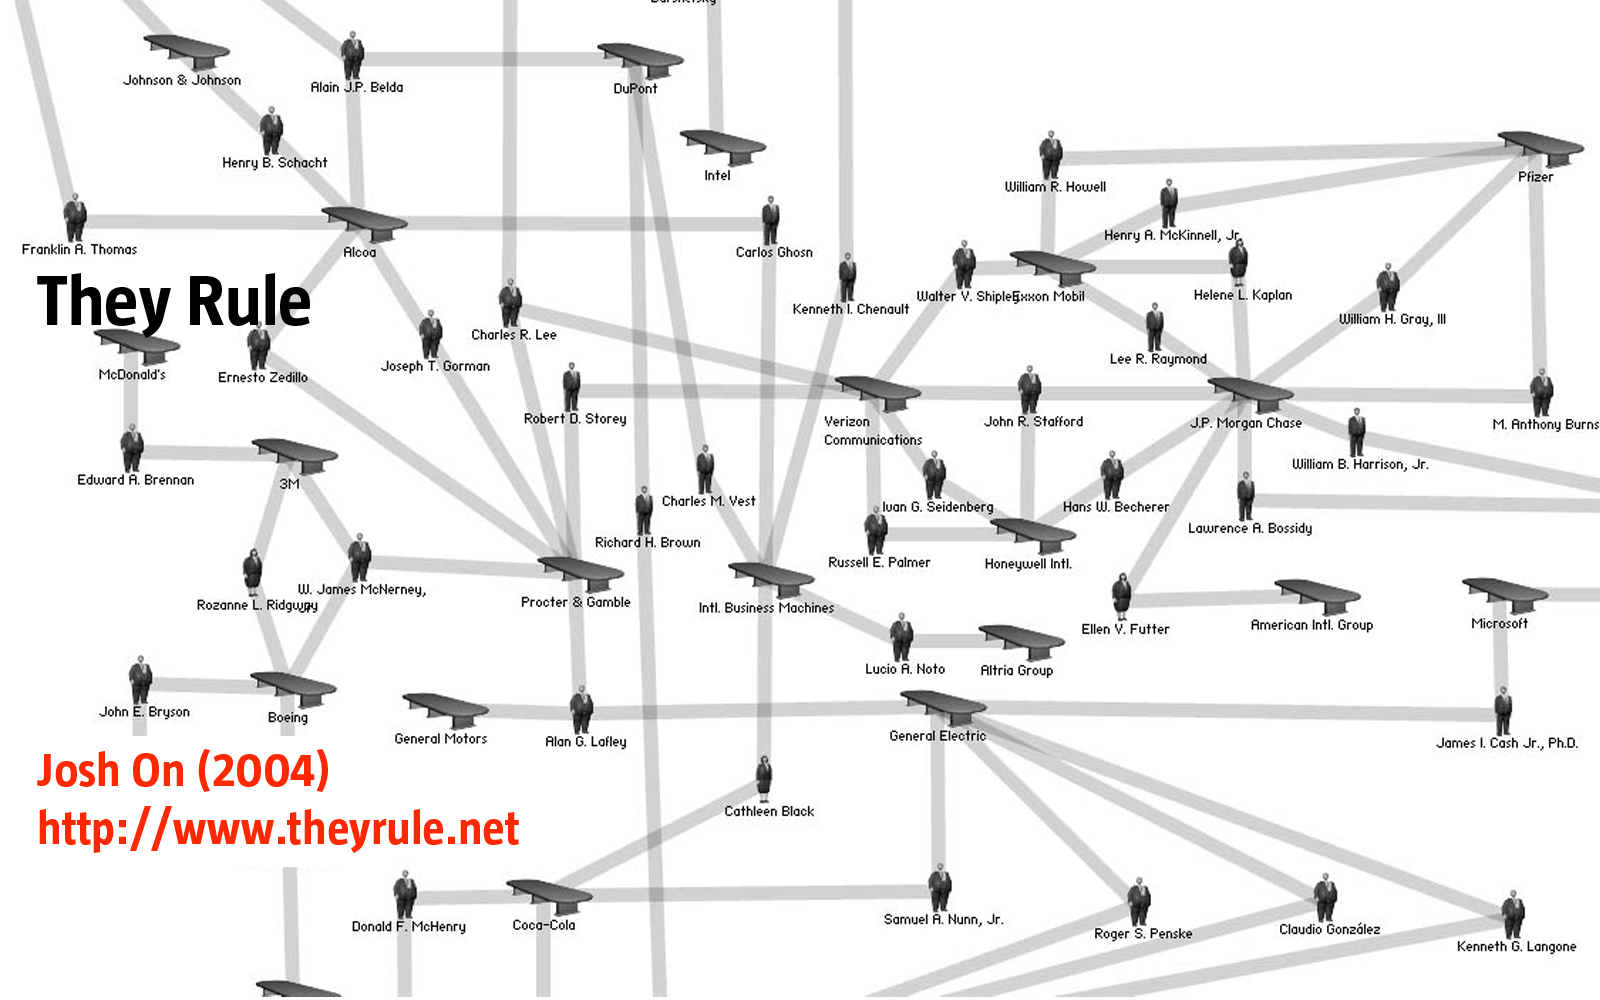 Johnson & Johnson
Alain J.P. Belda
DuPont
Henry B. Schacht
Intel
William R. Howell
Pfizer
Franklin A. Thomas
Alcoa
Carlos Ghosn
Henry A. McKinnell, Jr.
They Rule
Kenneth I. Chenault
Walter V. Shipley
Exxon Mobil
Helene L. Kaplan
William H. Gray, III
Charles R. Lee
Lee R. Raymond
McDonald's
Ernesto Zedillo
Joseph T. Gorman
Robert D. Storey
Verizon
Communications
John R. Stafford
J.P. Morgan Chase
M. Anthony Burns
William B. Harrison, Jr.
Edward A. Brennan
3M
Charles M. Vest
Ivan G. Seidenberg
Hans W. Becherer
Lawrence A. Bossidy
Richard H. Brown
Russell E. Palmer
Honeywell Intl.
W. James McNerney,
Rozanne L. Ridgway
Procter & Gamble
Intl. Business Machines
Ellen V. Futter
American Intl. Group
Microsoft
Lucio A. Noto
Altria Group
John E. Bryson
Boeing
General Motors
Alan G. Lafley
General Electric
James I. Cash Jr., Ph.D.
Josh On (2004)
http://www.theyrule.net
Cathleen Black
Donald F. McHenry
Coca-Cola
Samuel A. Nunn, Jr.
Roger S. Penske
Claudio González
Kenneth G. Langone